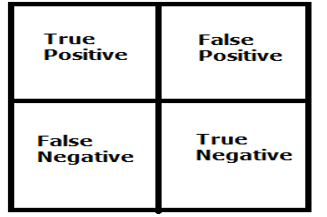 True
Positive
False
Positive
False
Negative
True
Negative